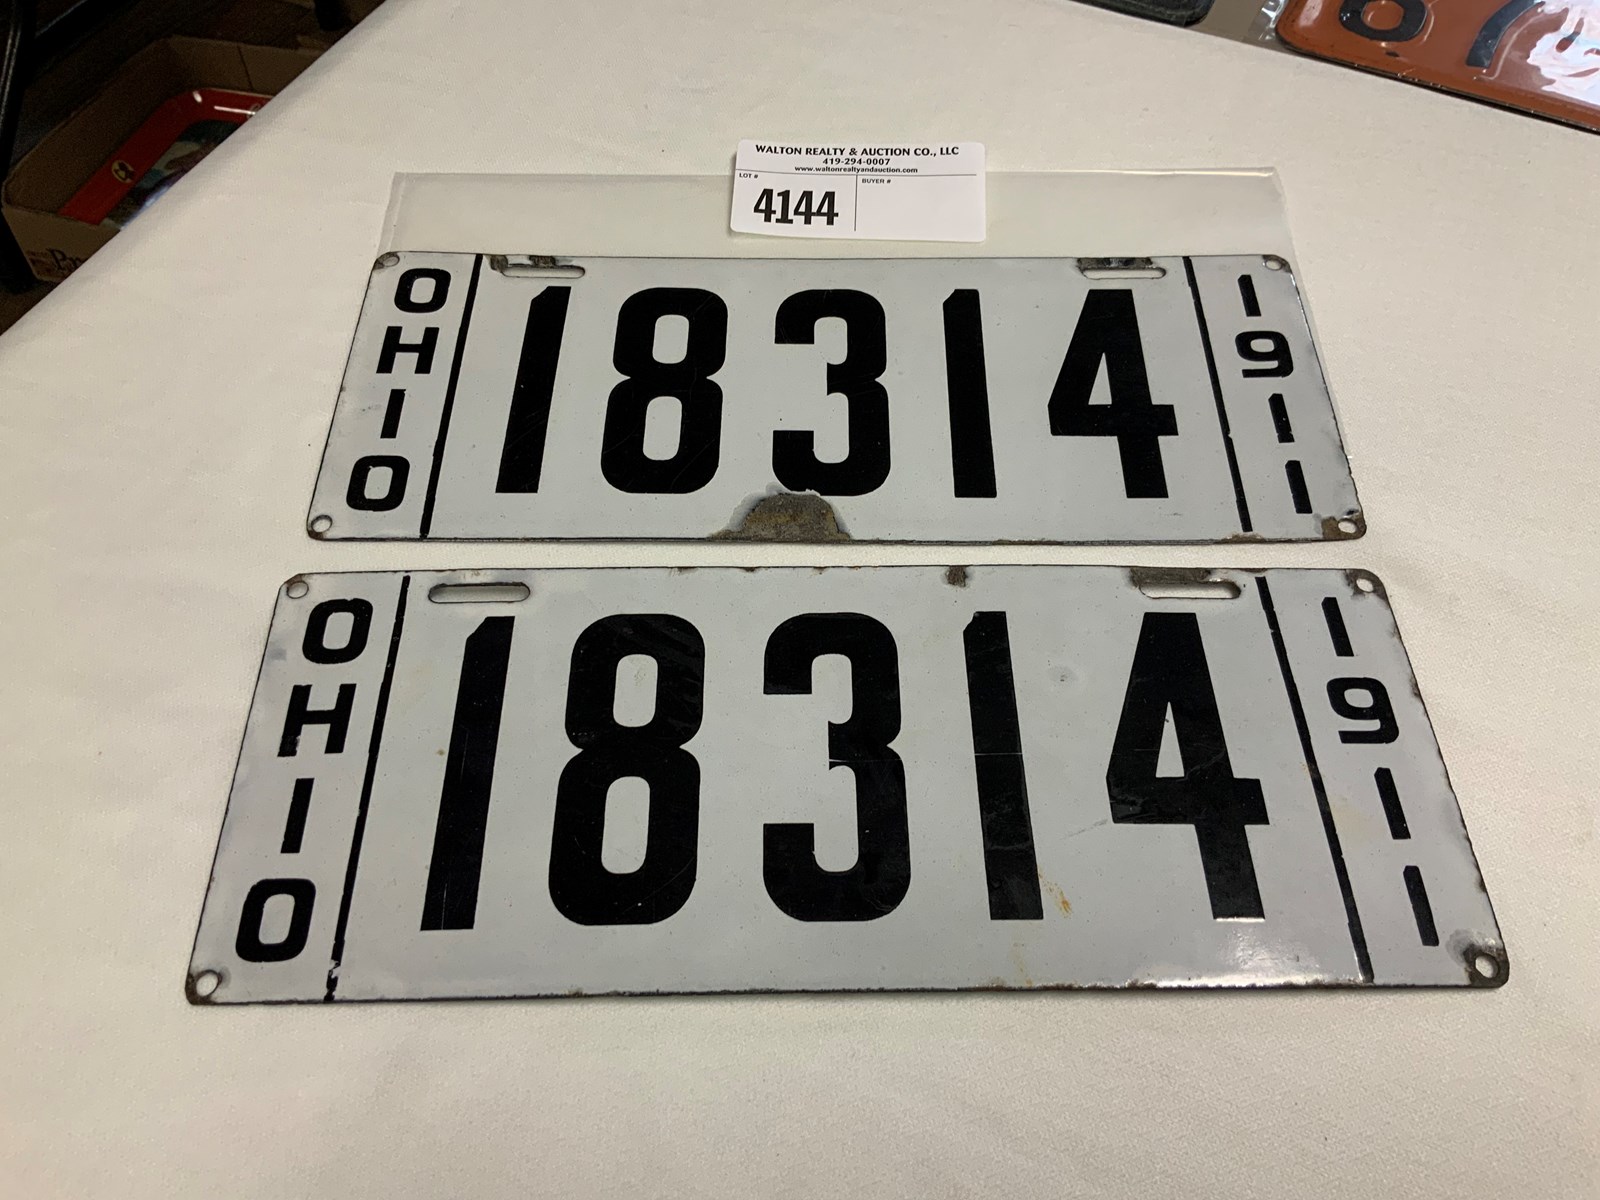 WALTON REALTY & AUCTION CO., LLC
419-294-0007
www.waltonrealtyandauction.com
LOT # BUYER #
4144
OHIO 18314 1911
OHIO 18314 1911